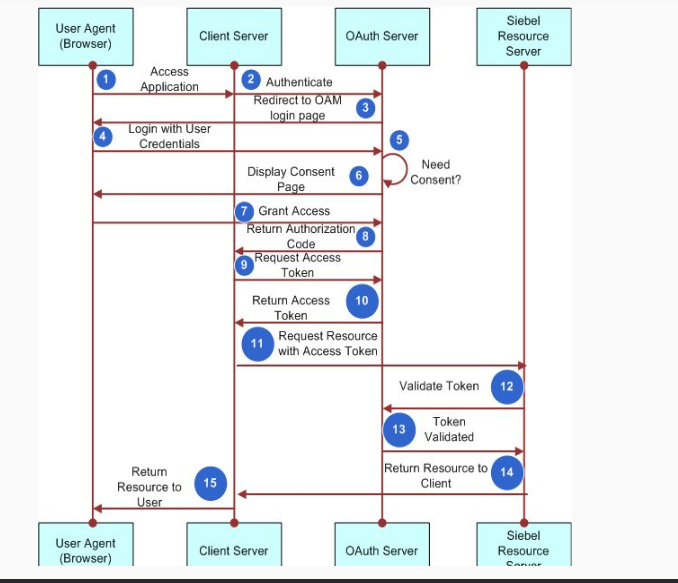 User Agent
(Browser)
Client Server
OAuth Server
Siebel
Resource
Server
1
Access
Application
2
Authenticate
Redirect to OAM
login page
3
4
Login with User
Credentials
5
Need
Consent?
Display Consent
Page
6
7
Grant Access
Return Authorization
Code
8
9
Request Access
Token
Return Access
Token
10
11
Request Resource
with Access Token
Validate Token
12
13
Token
Validated
Return Resource to
Client
14
Return
Resource to
User
15
User Agent
(Browser)
Client Server
OAuth Server
Siebel
Resource
Server